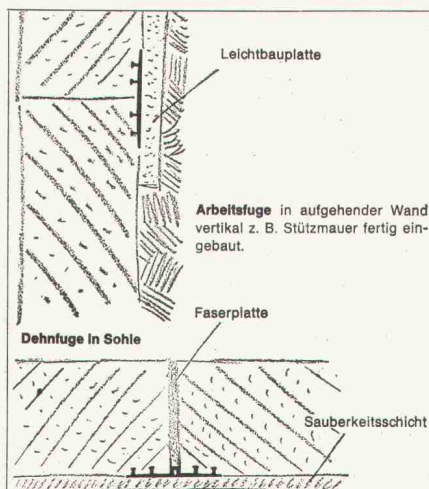 Leichtbauplatte
Arbeitsfuge in aufgehender Wand
vertikal z. B. Stützmauer fertig ein-
gebaut.
Faserplatte
Dehnfuge in Sohle
Sauberkeitsschicht